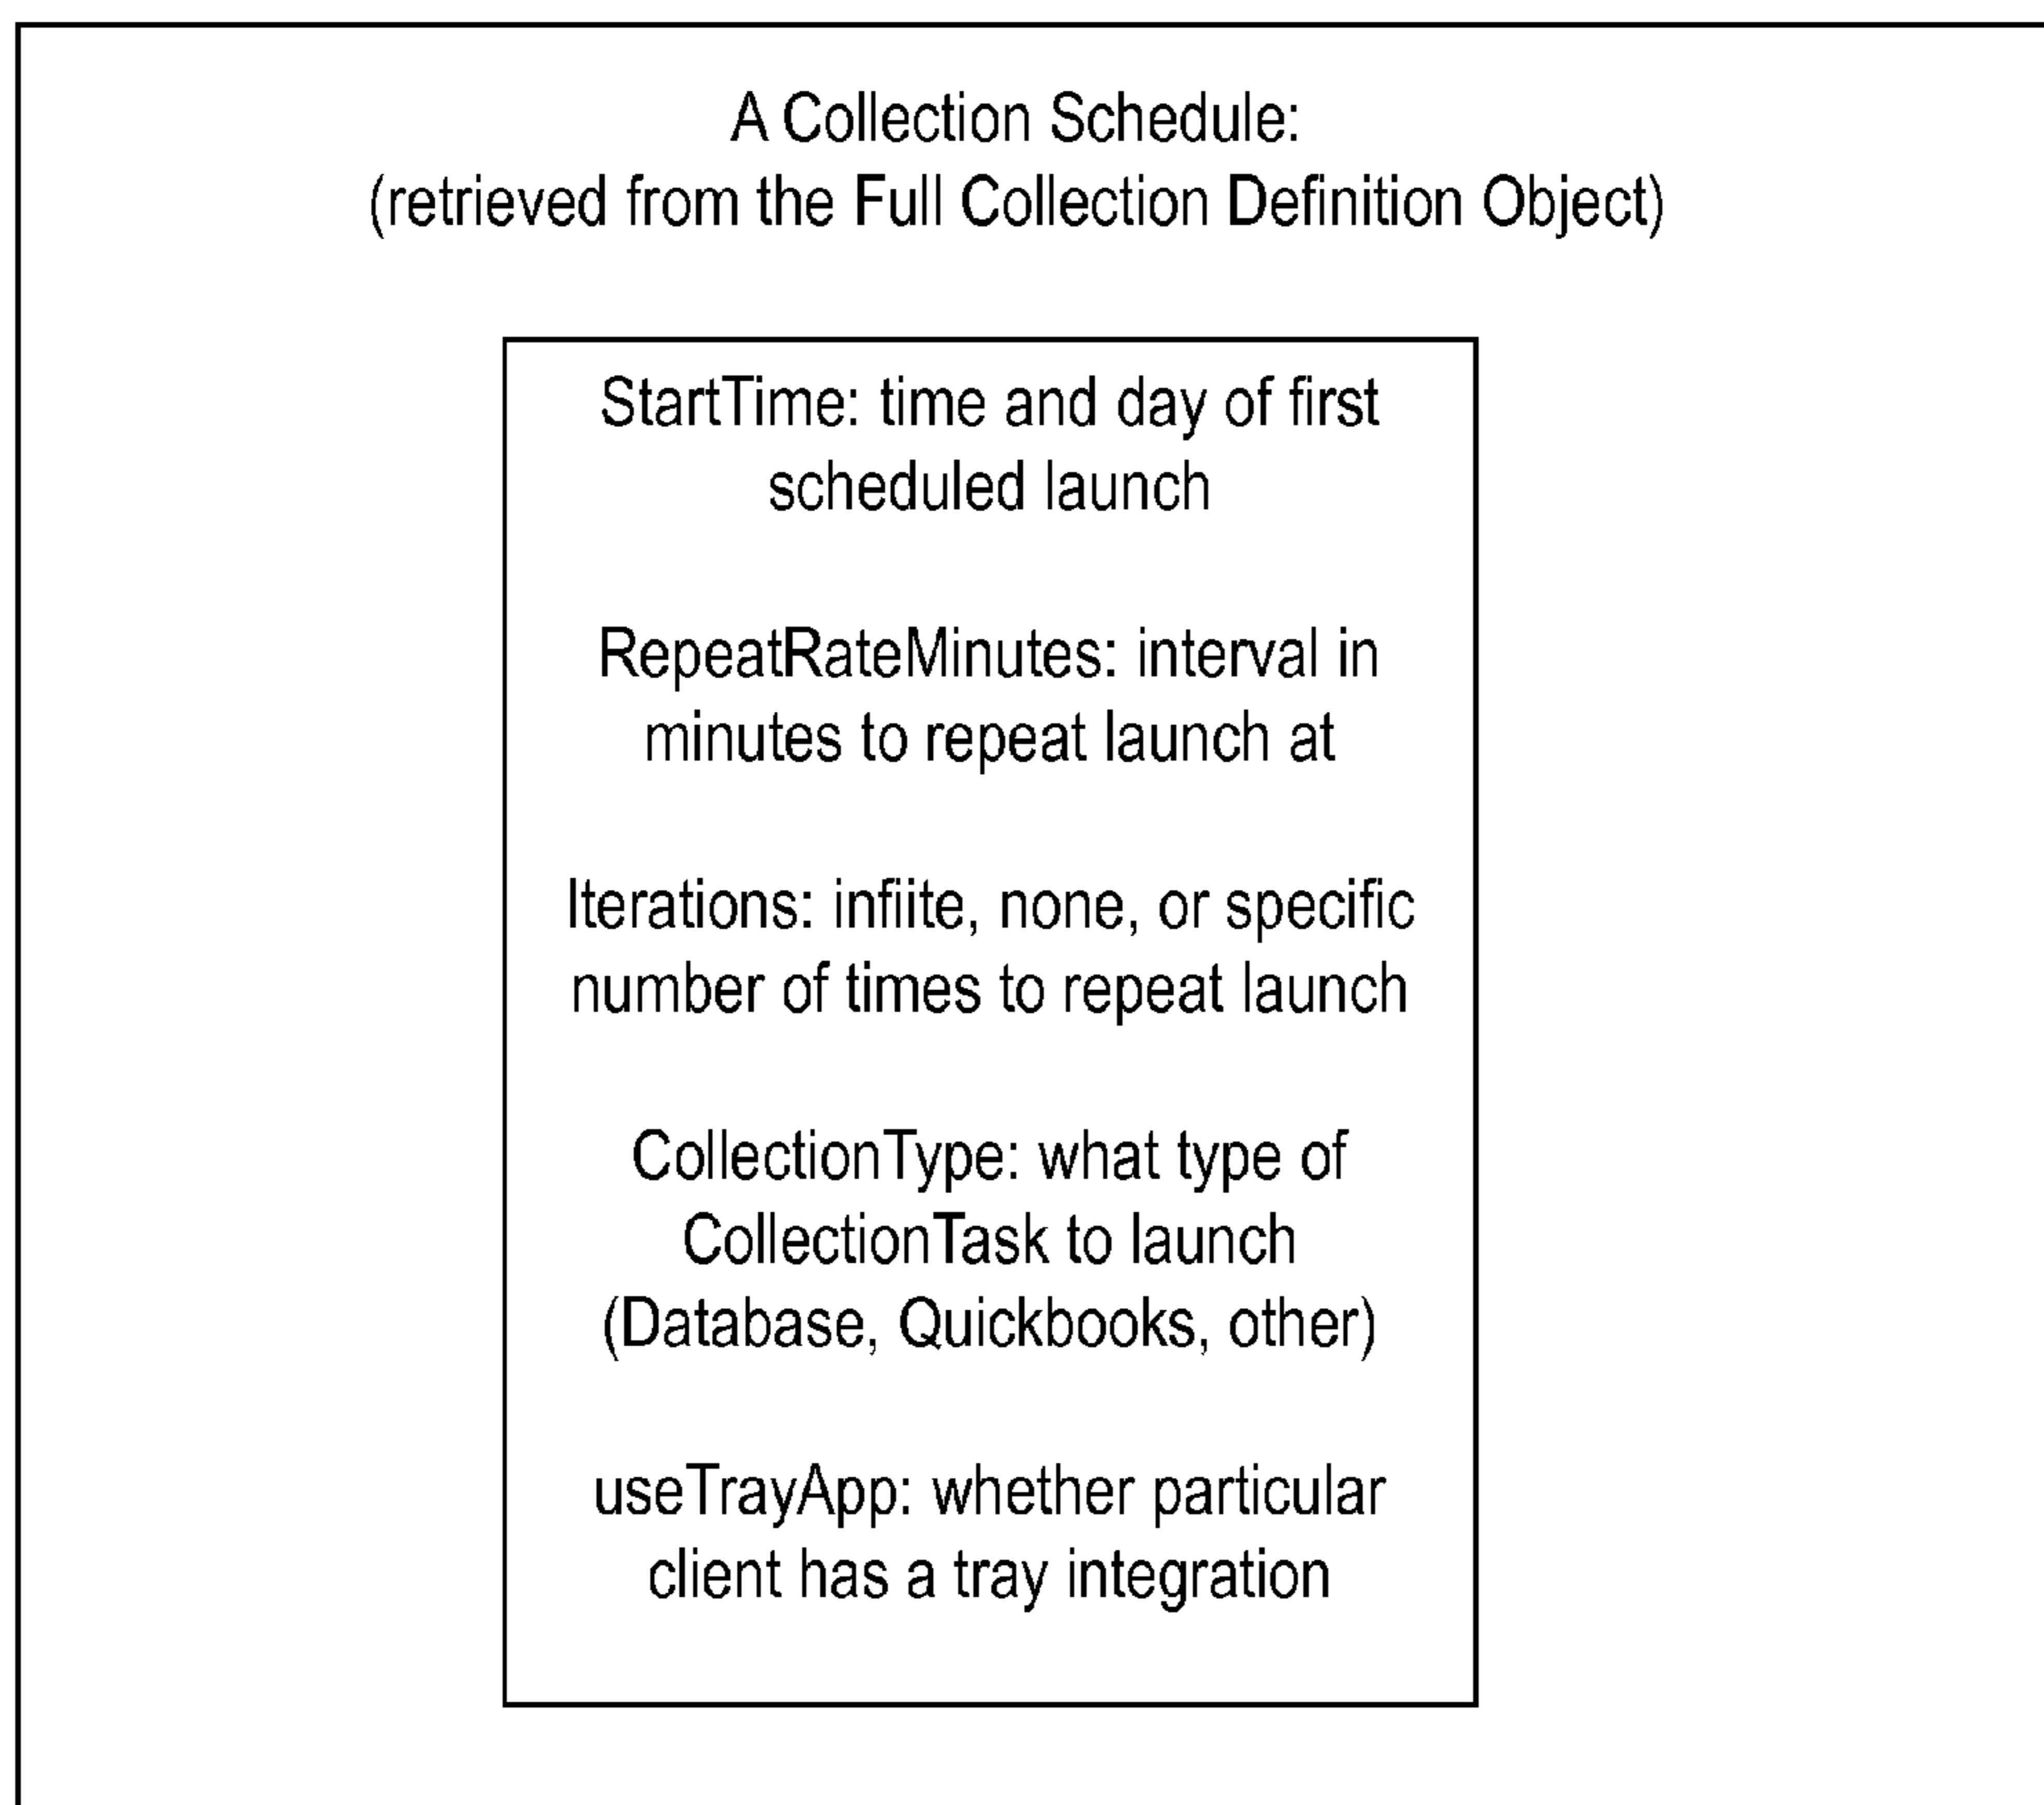 A Collection Schedule:
(retrieved from the Full Collection Definition Object)
StartTime: time and day of first
scheduled launch
RepeatRateMinutes: interval in
minutes to repeat launch at
Iterations: infiite, none, or specific
number of times to repeat launch
CollectionType: what type of
CollectionTask to launch
(Database, Quickbooks, other)
useTrayApp: whether particular
client has a tray integration